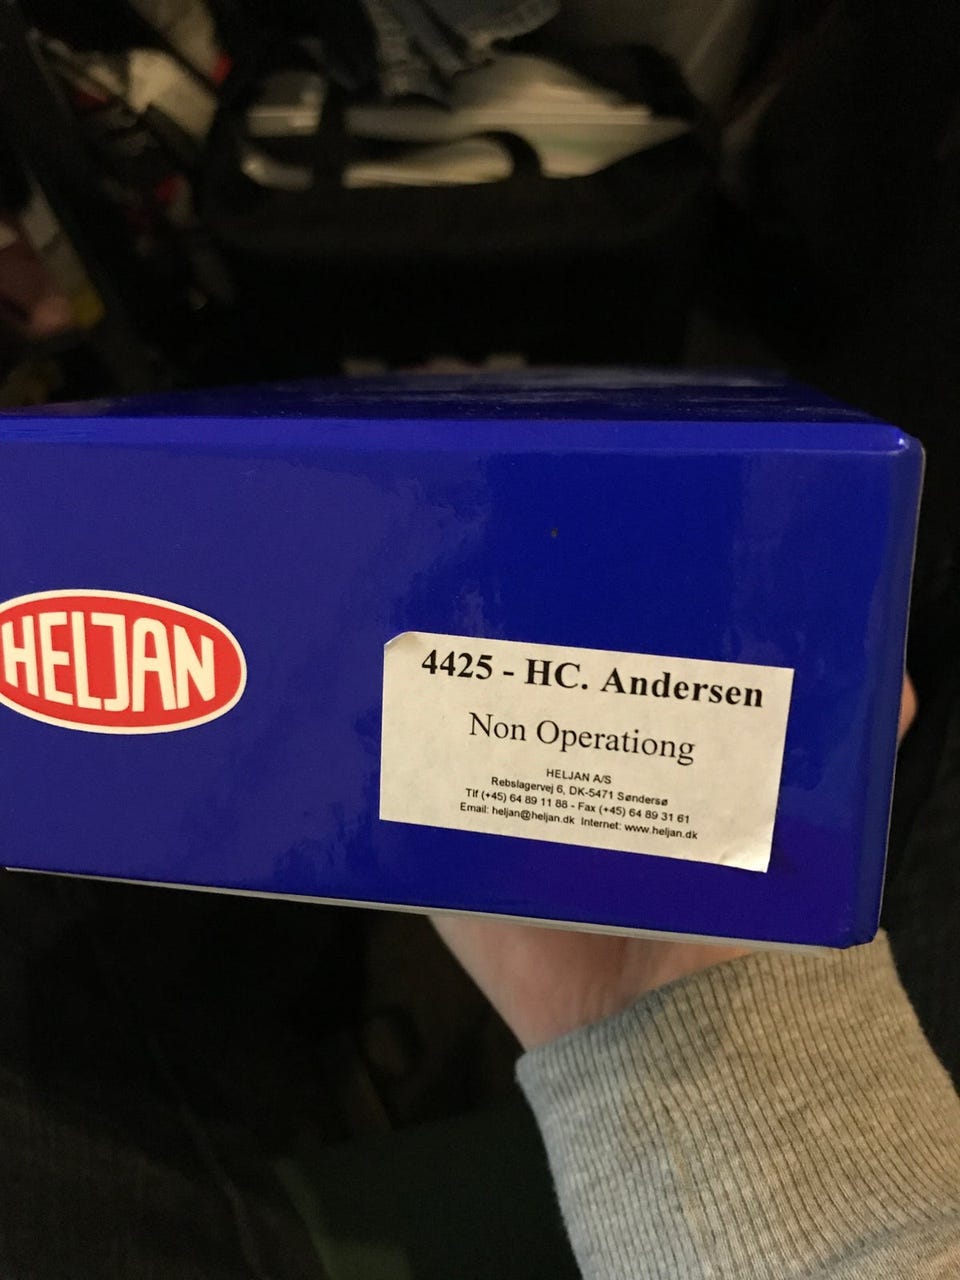 HELJAN
4425 - HC. Andersen
Non Operationg
HELJAN A/S
Rebslagervej 6, DK-5471 Søndersø
Tlf (+45) 64 89 11 88 - Fax (+45) 64 89 31 61
Email: heljan@heljan.dk Internet: www.heljan.dk